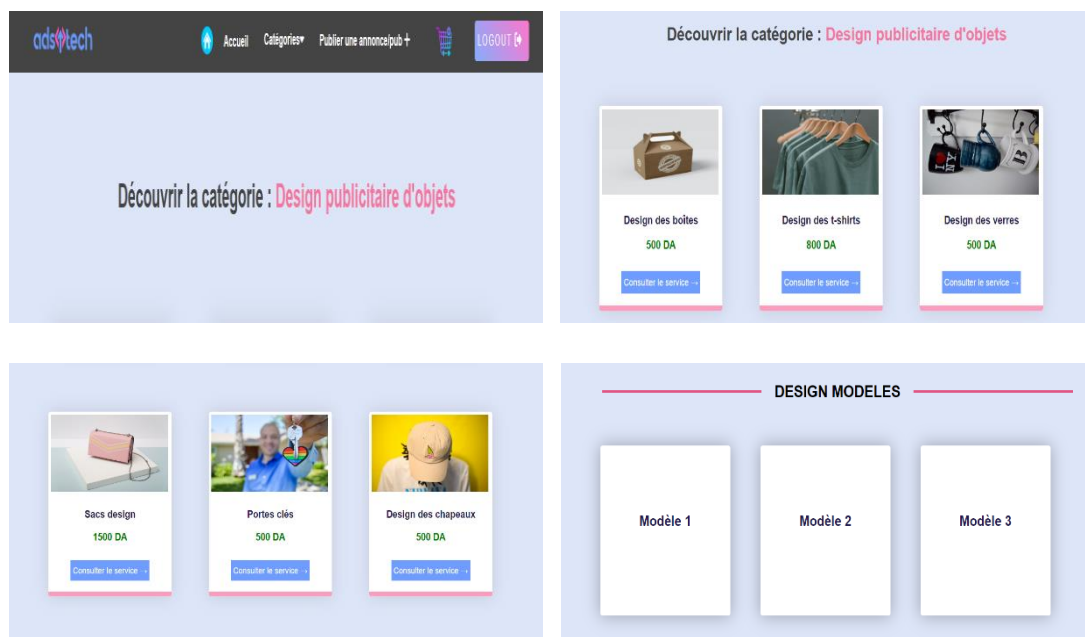 ads tech
Accueil Catégories▾ Publier une annonce/pub + LOGOUT
Découvrir la catégorie : Design publicitaire d'objets
Découvrir la catégorie : Design publicitaire d'objets
Design des boîtes
500 DA
Consulter le service →
Design des t-shirts
800 DA
Consulter le service →
I NY
B
Design des verres
500 DA
Consulter le service →
Sacs design
1500 DA
Consulter le service →
Portes clés
500 DA
Consulter le service →
Design des chapeaux
500 DA
Consulter le service →
DESIGN MODELES
Modèle 1
Modèle 2
Modèle 3